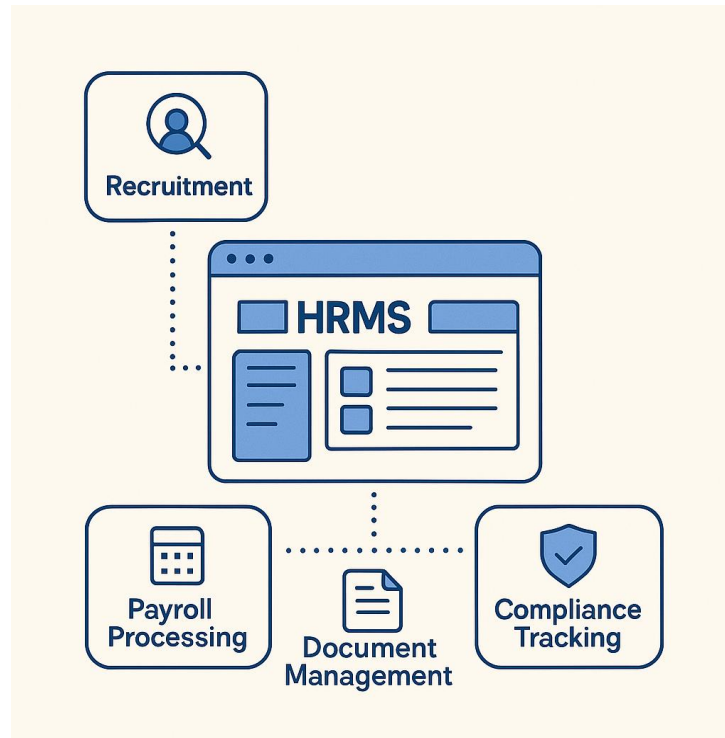 Recruitment
HRMS
Payroll
Processing
Document
Management
Compliance
Tracking